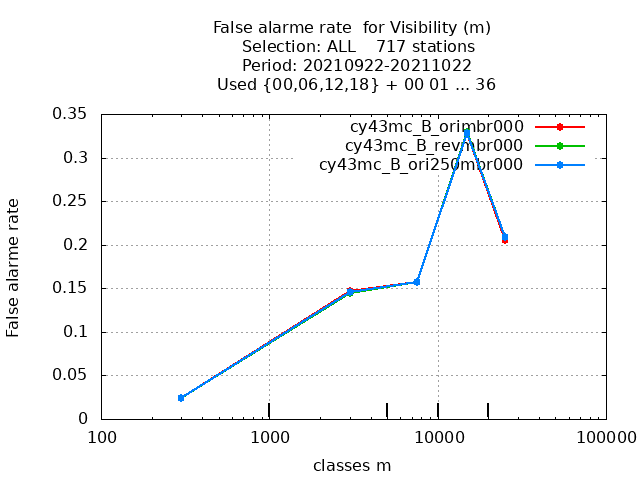 False alarme rate  for Visibility (m)
Selection: ALL    717 stations
Period: 20210922-20211022
Used {00,06,12,18} + 00 01 ... 36
cy43mc_B_orimbr000
cy43mc_B_revmbr000
cy43mc_B_ori250mbr000
False alarme rate
0.35
0.3
0.25
0.2
0.15
0.1
0.05
0
100
1000
10000
100000
classes m